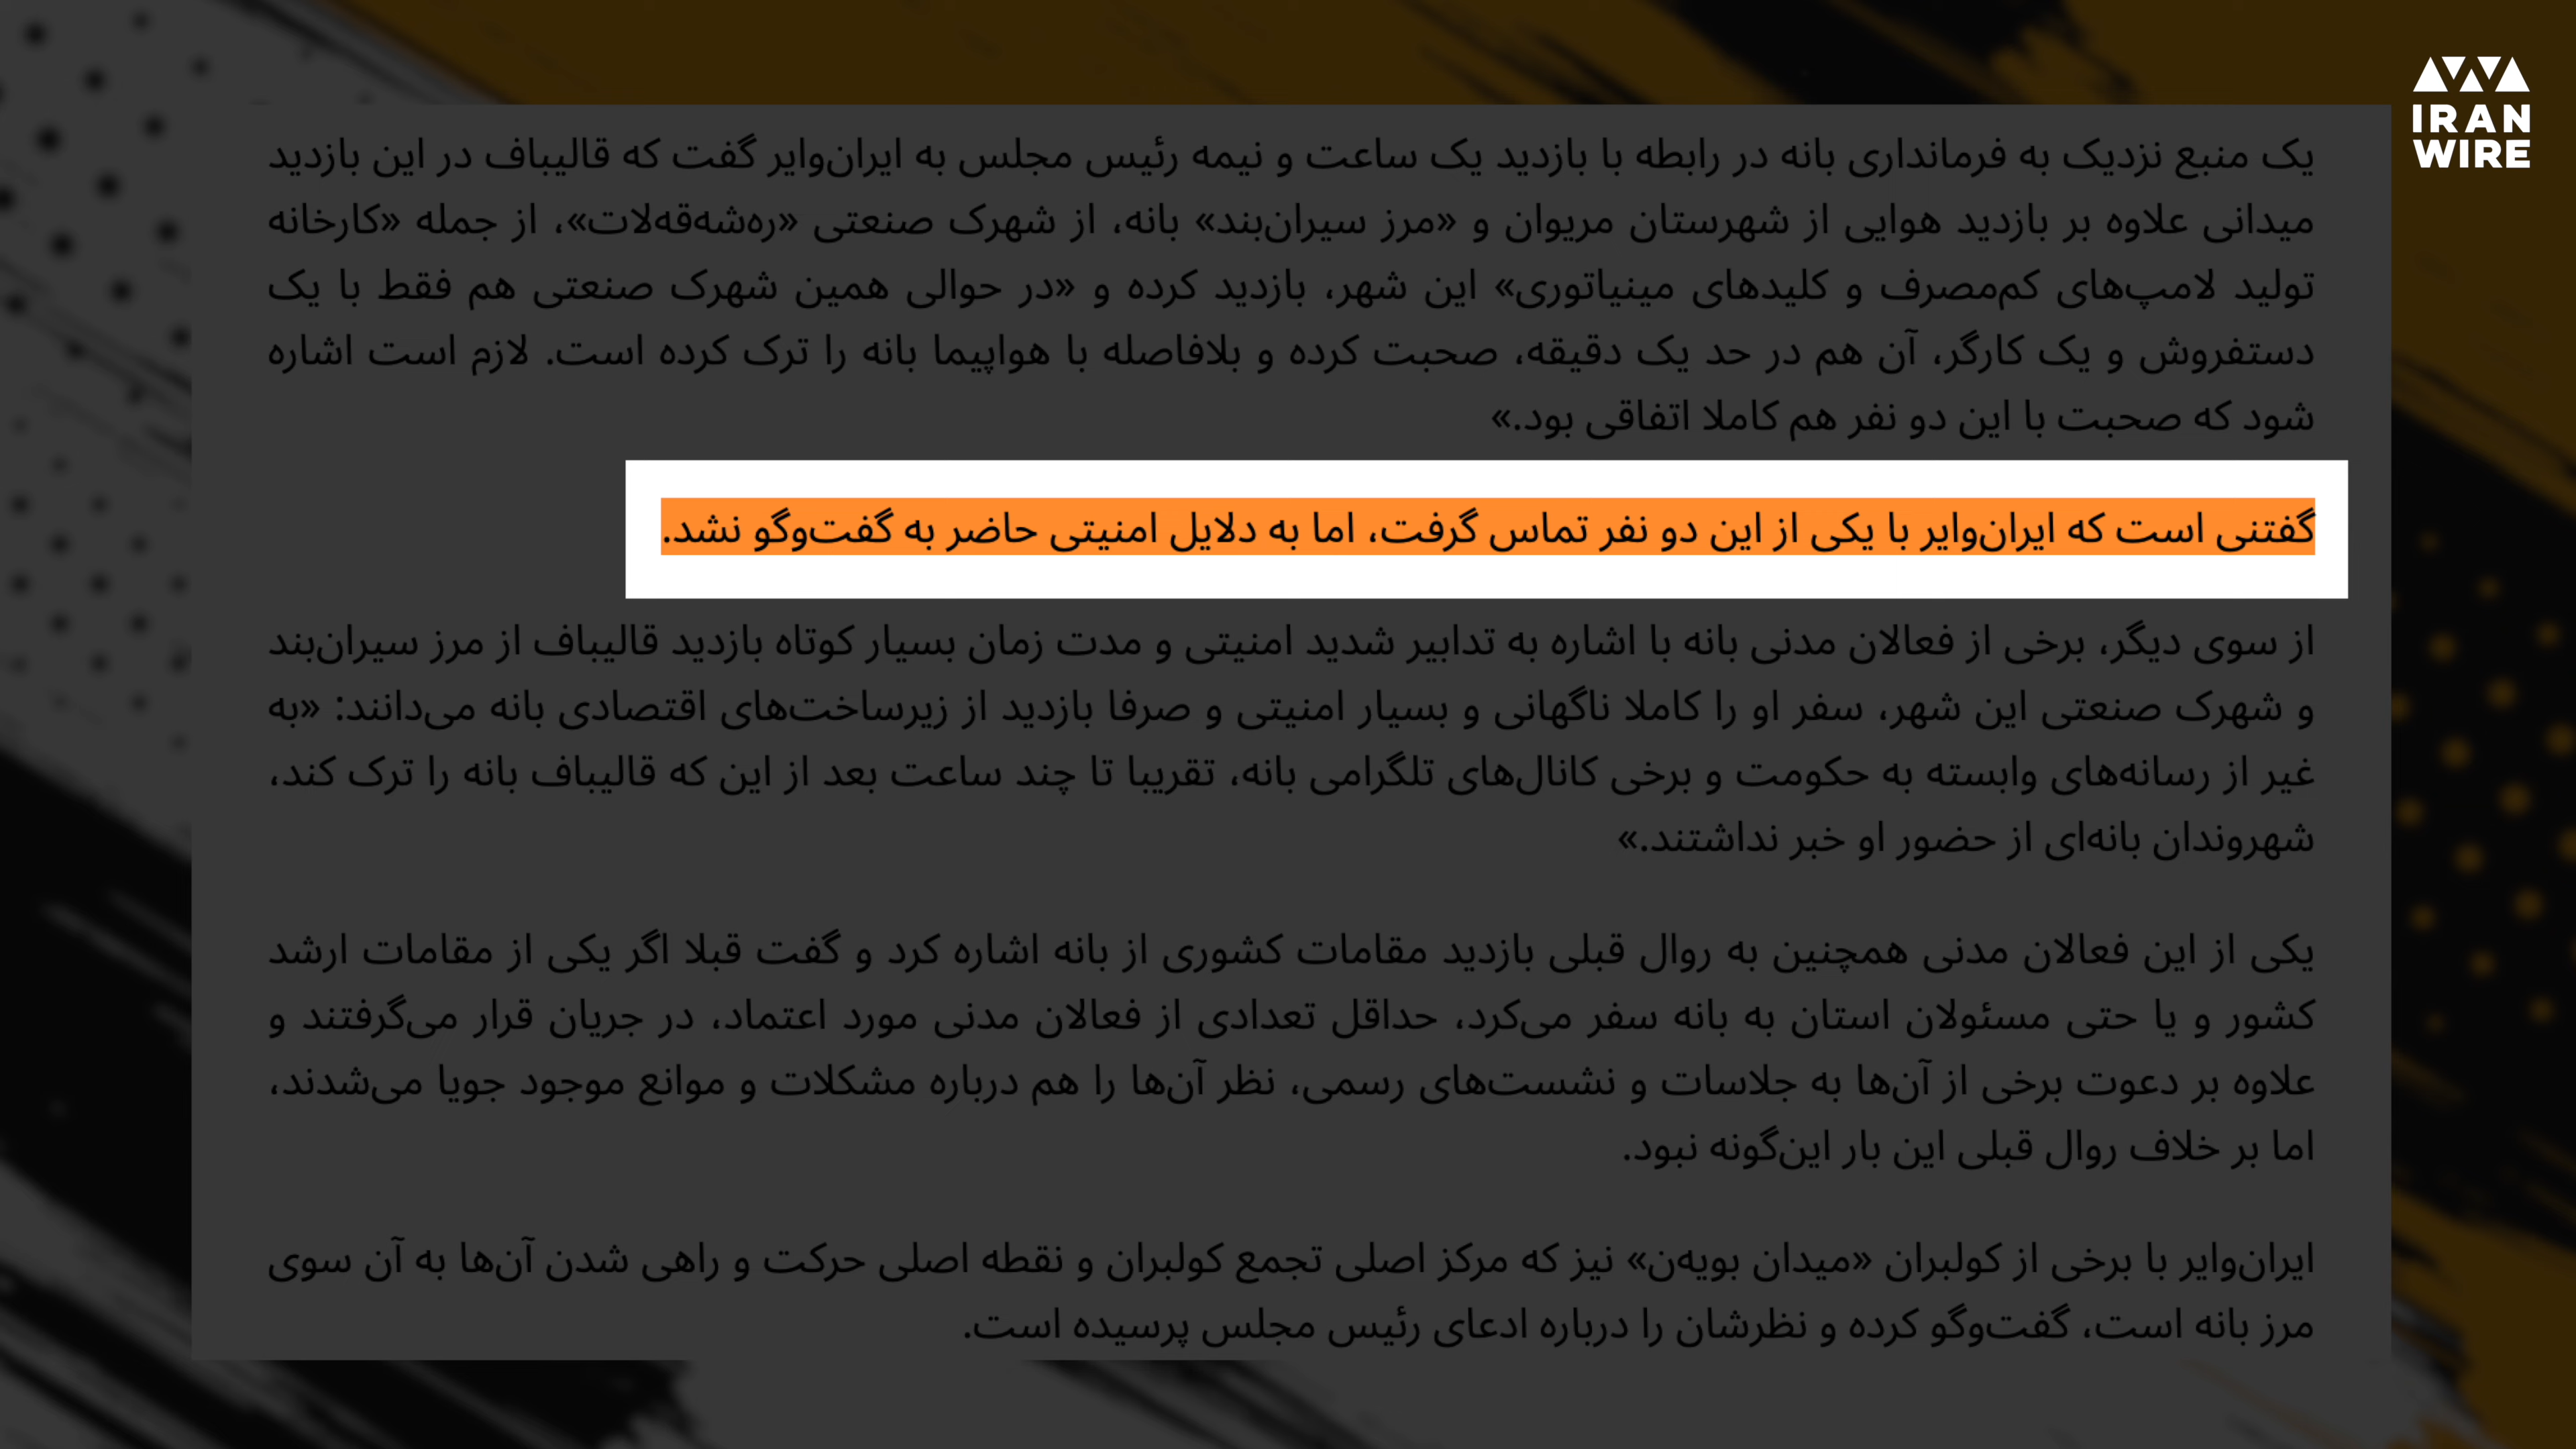 IRAN
WIRE
یک منبع نزدیک به فرمانداری بانه در رابطه با بازدید یک ساعت و نیمه رئیس مجلس به ایران‌وایر گفت که قالیباف در این بازدید
میدانی علاوه بر بازدید هوایی از شهرستان مریوان و «مرز سیران‌بند» بانه، از شهرک صنعتی «ره‌شه‌قه‌لات»، از جمله «کارخانه
تولید لامپ‌های کم‌مصرف و کلیدهای مینیاتوری» این شهر، بازدید کرده و «در حوالی همین شهرک صنعتی هم فقط با یک
دستفروش و یک کارگر، آن هم در حد یک دقیقه، صحبت کرده و بلافاصله با هواپیما بانه را ترک کرده است. لازم است اشاره
شود که صحبت با این دو نفر هم کاملا اتفاقی بود.»
گفتنی است که ایران‌وایر با یکی از این دو نفر تماس گرفت، اما به دلایل امنیتی حاضر به گفت‌وگو نشد.
از سوی دیگر، برخی از فعالان مدنی بانه با اشاره به تدابیر شدید امنیتی و مدت زمان بسیار کوتاه بازدید قالیباف از مرز سیران‌بند
و شهرک صنعتی این شهر، سفر او را کاملا ناگهانی و بسیار امنیتی و صرفا بازدید از زیرساخت‌های اقتصادی بانه می‌دانند: «به
غیر از رسانه‌های وابسته به حکومت و برخی کانال‌های تلگرامی بانه، تقریبا تا چند ساعت بعد از این که قالیباف بانه را ترک کند،
شهروندان بانه‌ای از حضور او خبر نداشتند.»
یکی از این فعالان مدنی همچنین به روال قبلی بازدید مقامات کشوری از بانه اشاره کرد و گفت قبلا اگر یکی از مقامات ارشد
کشور و یا حتی مسئولان استان به بانه سفر می‌کرد، حداقل تعدادی از فعالان مدنی مورد اعتماد، در جریان قرار می‌گرفتند و
علاوه بر دعوت برخی از آن‌ها به جلاسات و نشست‌های رسمی، نظر آن‌ها را هم درباره مشکلات و موانع موجود جویا می‌شدند،
اما بر خلاف روال قبلی این بار این‌گونه نبود.
ایران‌وایر با برخی از کولبران «میدان بویه‌ن» نیز که مرکز اصلی تجمع کولبران و نقطه اصلی حرکت و راهی شدن آن‌ها به آن سوی
مرز بانه است، گفت‌وگو کرده و نظرشان را درباره ادعای رئیس مجلس پرسیده است.